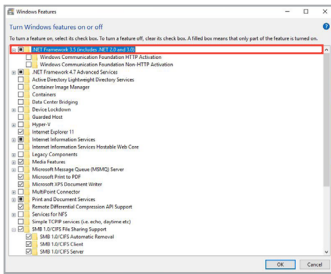 Windows Features
Turn Windows features on or off
To turn a feature on, select its check box. To turn a feature off, clear its check box. A filled box means that only part of the feature is turned on.
.NET Framework 3.5 (includes .NET 2.0 and 3.0)
Windows Communication Foundation HTTP Activation
Windows Communication Foundation Non-HTTP Activation
.NET Framework 4.7 Advanced Services
Active Directory Lightweight Directory Services
Container Image Manager
Containers
Data Center Bridging
Device Lockdown
Guarded Host
Hyper-V
Internet Explorer 11
Internet Information Services
Internet Information Services Hostable Web Core
Legacy Components
Media Features
Microsoft Message Queue (MSMQ) Server
Microsoft Print to PDF
Microsoft XPS Document Writer
MultiPoint Connector
Print and Document Services
Remote Differential Compression API Support
Services for NFS
Simple TCPIP services (i.e. echo, daytime etc)
SMB 1.0/CIFS File Sharing Support
SMB 1.0/CIFS Automatic Removal
SMB 1.0/CIFS Client
SMB 1.0/CIFS Server
OK Cancel